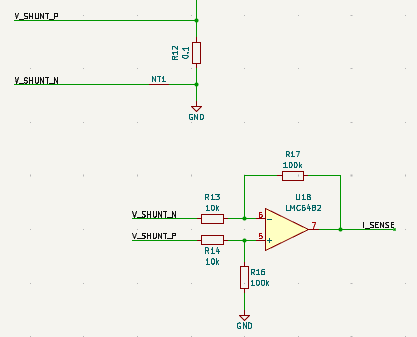 V_SHUNT_P
R12
0.1
V_SHUNT_N
NT1
GND
R17
100k
R13
10k
U1B
LMC6482
V_SHUNT_N
6
7
I_SENSE
V_SHUNT_P
5
R14
10k
R16
100k
GND